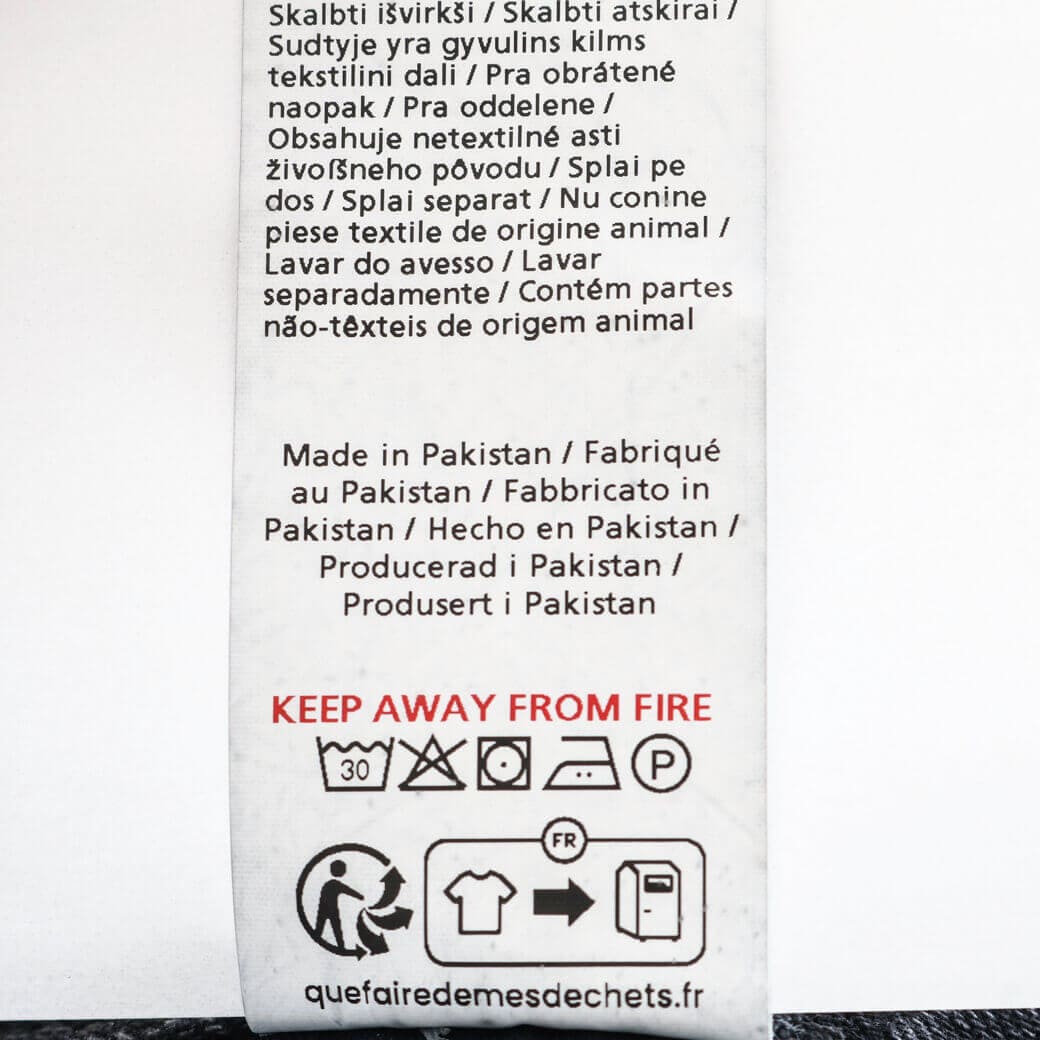 Skalbti išvirkši / Skalbti atskirai /
Sudtyje yra gyvulins kilms
tekstilini dali / Pra obrátené
naopak / Pra oddelene /
Obsahuje netextilné asti
živoßšneho pôvodu / Splai pe
dos / Splai separat / Nu conine
piese textile de origine animal /
Lavar do avesso / Lavar
separadamente / Contém partes
não-têxteis de origem animal
Made in Pakistan / Fabriqué
au Pakistan / Fabbricato in
Pakistan / Hecho en Pakistan /
Producerad i Pakistan /
Produsert i Pakistan
KEEP AWAY FROM FIRE
30 P
FR
quefairedemesdechets.fr